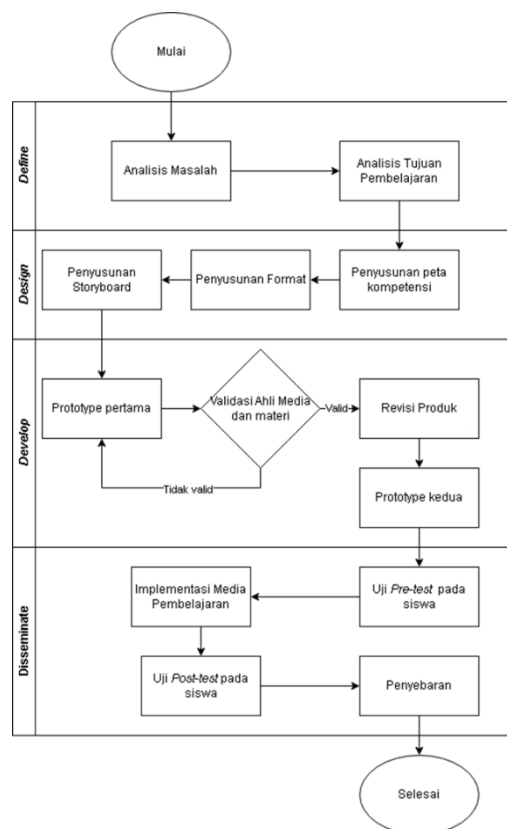 Mulai
Define
Analisis Masalah
Analisis Tujuan
Pembelajaran
Design
Penyusunan
Storyboard
Penyusunan Format
Penyusunan peta
kompetensi
Develop
Prototype pertama
Validasi Ahli Media
dan materi
Valid
Revisi Produk
Tidak valid
Prototype kedua
Disseminate
Implementasi Media
Pembelajaran
Uji Pre-test pada
siswa
Uji Post-test pada
siswa
Penyebaran
Selesai